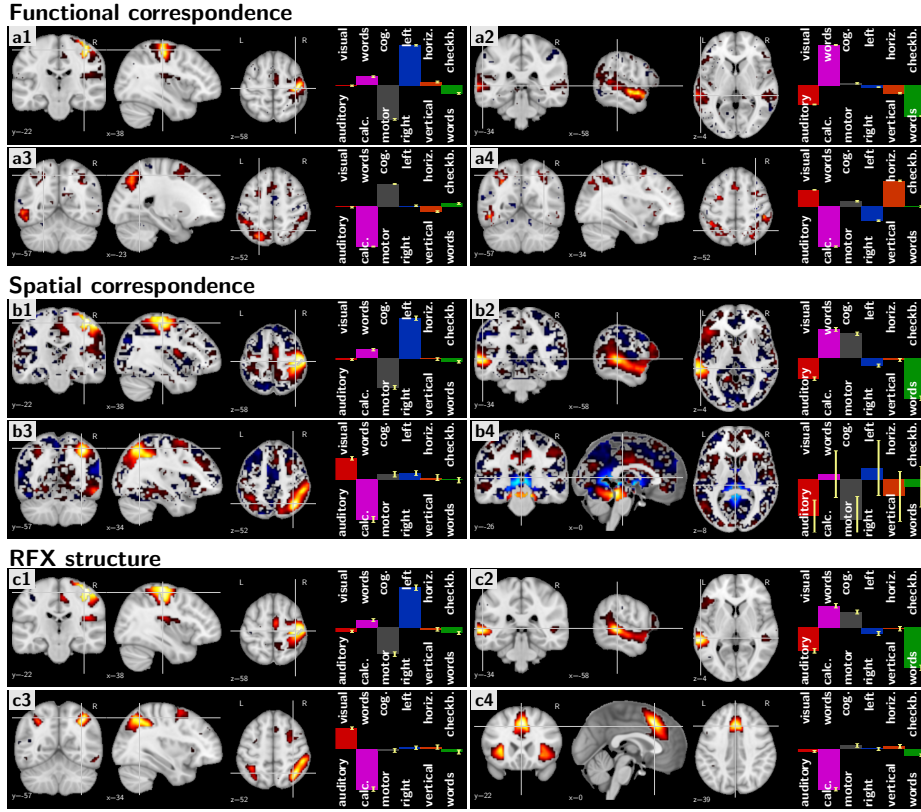 Functional correspondence
a1
L R
R
y=-22
x=38
z=58
visual words cog. left horiz. checkb.
auditory calc. motor right vertical words
a2
L R
R
y=-34
x=-58
z=4
visual words cog. left horiz. checkb.
auditory calc. motor right vertical words
a3
L R
R
y=-57
x=-23
z=52
visual words cog. left horiz. checkb.
auditory calc. motor right vertical words
a4
L R
R
y=-57
x=34
z=52
visual words cog. left horiz. checkb.
auditory calc. motor right vertical words
Spatial correspondence
b1
L R
R
y=-22
x=38
z=58
visual words cog. left horiz. checkb.
auditory calc. motor right vertical words
b2
L R
R
y=-34
x=-58
z=4
visual words cog. left horiz. checkb.
auditory calc. motor right vertical words
b3
L R
R
y=-57
x=34
z=52
visual words cog. left horiz. checkb.
auditory calc. motor right vertical words
b4
L R
R
y=-26
x=0
z=8
visual words cog. left horiz. checkb.
auditory calc. motor right vertical words
RFX structure
c1
L R
R
y=-22
x=38
z=58
visual words cog. left horiz. checkb.
auditory calc. motor right vertical words
c2
L R
R
y=-34
x=-58
z=4
visual words cog. left horiz. checkb.
auditory calc. motor right vertical words
c3
L R
R
y=-57
x=34
z=52
visual words cog. left horiz. checkb.
auditory calc. motor right vertical words
c4
L R
R
y=22
x=0
z=39
visual words cog. left horiz. checkb.
auditory calc. motor right vertical words